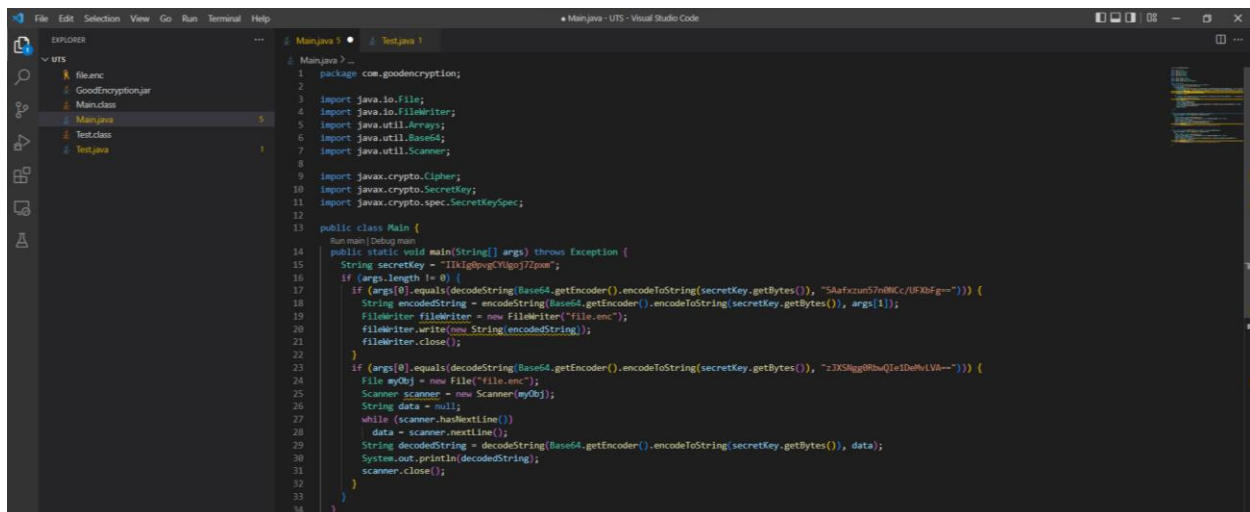 File Edit Selection View Go Run Terminal Help
● Main.java - UTS - Visual Studio Code
EXPLORER
UTS
file.enc
GoodEncryption.jar
Main.class
Main.java 5
Test.class
Test.java 1
Main.java 5 ● Test.java 1
Main.java > ...
1 package com.goodencryption;
2
3 import java.io.File;
4 import java.io.FileWriter;
5 import java.util.Arrays;
6 import java.util.Base64;
7 import java.util.Scanner;
8
9 import javax.crypto.Cipher;
10 import javax.crypto.SecretKey;
11 import javax.crypto.spec.SecretKeySpec;
12
13 public class Main {
Run main | Debug main
14 public static void main(String[] args) throws Exception {
15 String secretKey = "IIkIg0pvgCYUgoj7Zpxm";
16 if (args.length != 0) {
17 if (args[0].equals(decodeString(Base64.getEncoder().encodeToString(secretKey.getBytes()), "5Aafxzun57n0NCc/UFXbFg=="))) {
18 String encodedString = encodeString(Base64.getEncoder().encodeToString(secretKey.getBytes()), args[1]);
19 FileWriter fileWriter = new FileWriter("file.enc");
20 fileWriter.write(new String(encodedString));
21 fileWriter.close();
22 }
23 if (args[0].equals(decodeString(Base64.getEncoder().encodeToString(secretKey.getBytes()), "zJXSNgg0RbwQIe1DeMvLVA=="))) {
24 File myObj = new File("file.enc");
25 Scanner scanner = new Scanner(myObj);
26 String data = null;
27 while (scanner.hasNextLine())
28 data = scanner.nextLine();
29 String decodedString = decodeString(Base64.getEncoder().encodeToString(secretKey.getBytes()), data);
30 System.out.println(decodedString);
31 scanner.close();
32 }
33 }
34 }